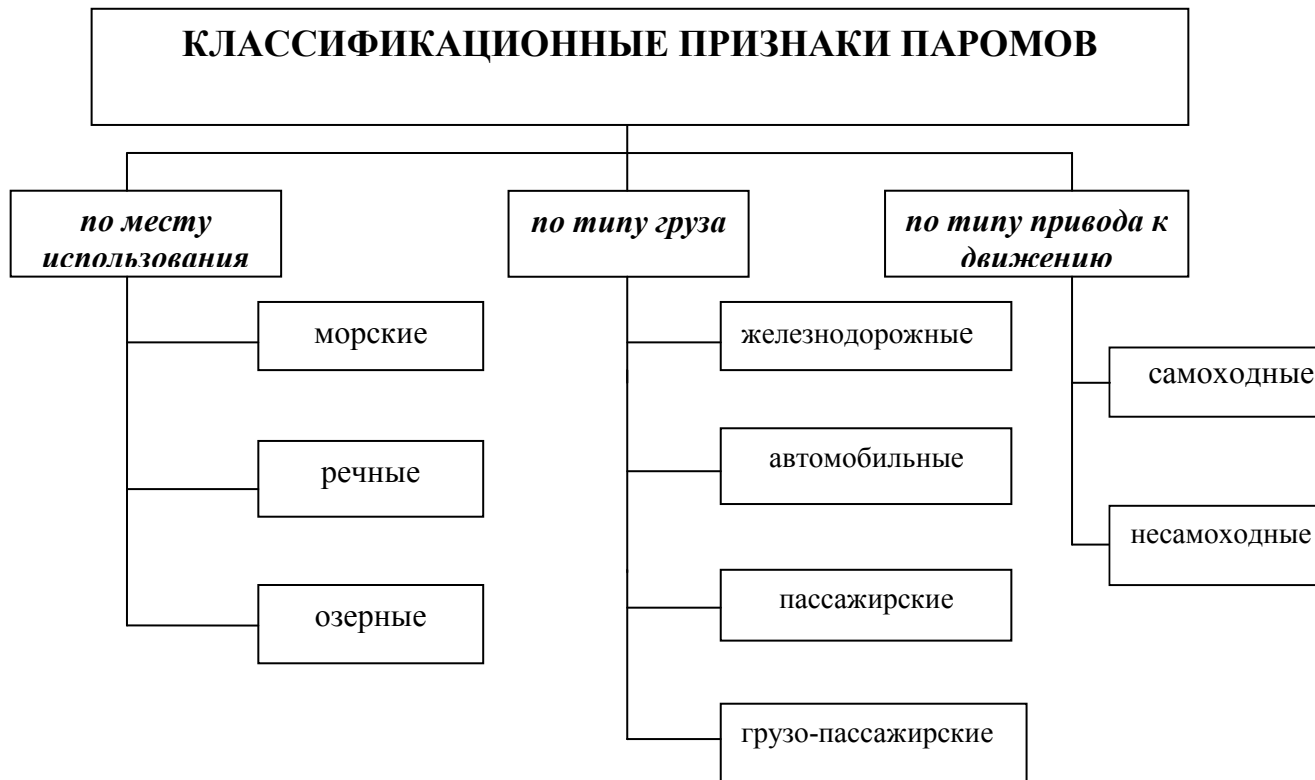 КЛАССИФИКАЦИОННЫЕ ПРИЗНАКИ ПАРОМОВ
по месту
использования
морские
речные
озерные
по типу груза
железнодорожные
автомобильные
пассажирские
грузо-пассажирские
по типу привода к
движению
самоходные
несамоходные